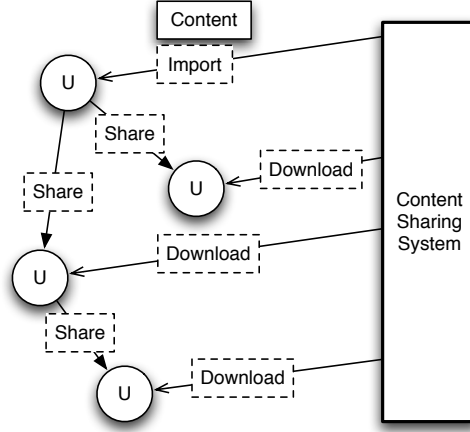 Content
Import
U
Share
Download
U
Share
Content
Sharing
System
Download
U
Share
Download
U